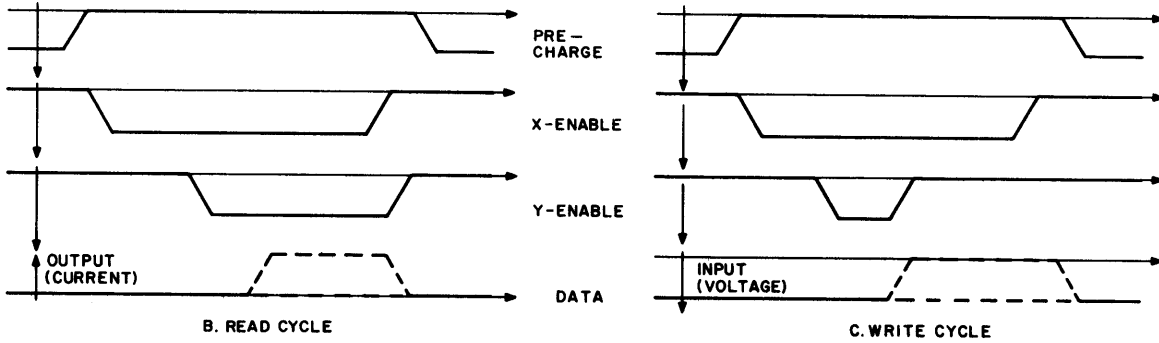 PRE-
CHARGE
X-ENABLE
Y-ENABLE
OUTPUT
(CURRENT)
INPUT
(VOLTAGE)
DATA
B. READ CYCLE
C. WRITE CYCLE